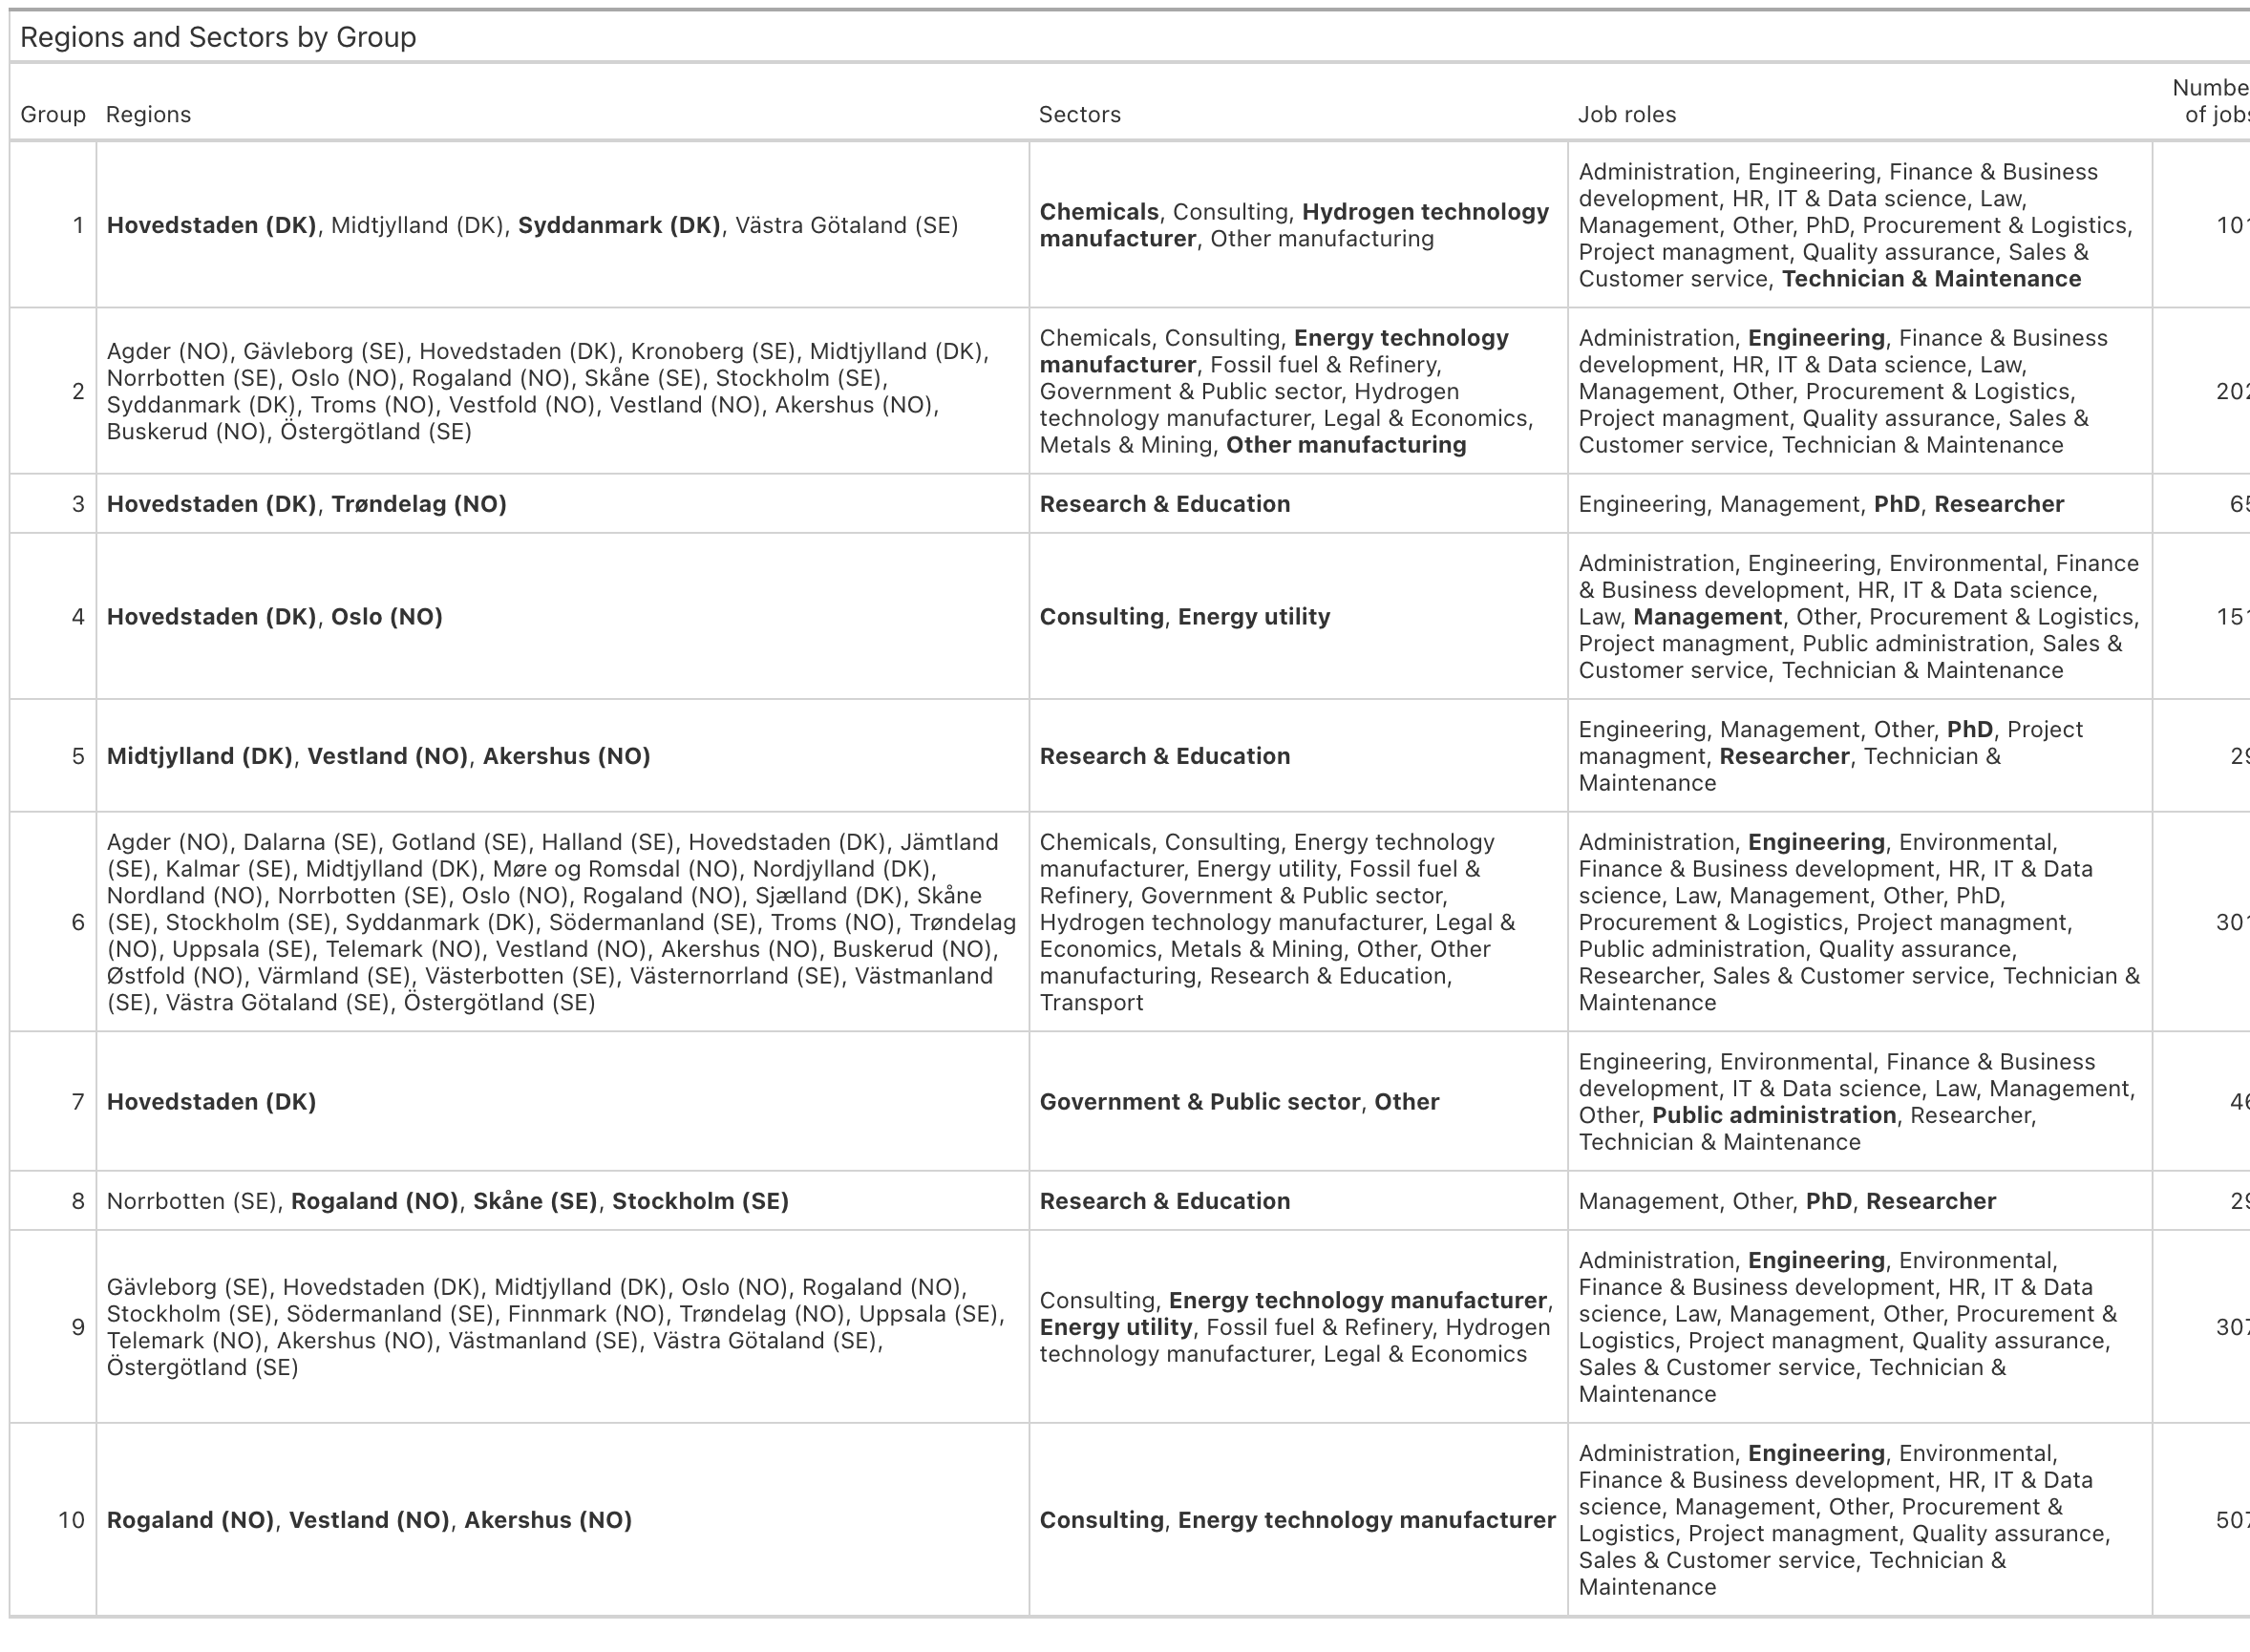 Regions and Sectors by Group
Group Regions Sectors Job roles Number of jobs
1
Hovedstaden (DK), Midtjylland (DK), Syddanmark (DK), Västra Götaland (SE)
Chemicals, Consulting, Hydrogen technology
manufacturer, Other manufacturing
Administration, Engineering, Finance & Business
development, HR, IT & Data science, Law,
Management, Other, PhD, Procurement & Logistics,
Project managment, Quality assurance, Sales &
Customer service, Technician & Maintenance
101
2
Agder (NO), Gävleborg (SE), Hovedstaden (DK), Kronoberg (SE), Midtjylland (DK),
Norrbotten (SE), Oslo (NO), Rogaland (NO), Skåne (SE), Stockholm (SE),
Syddanmark (DK), Troms (NO), Vestfold (NO), Vestland (NO), Akershus (NO),
Buskerud (NO), Östergötland (SE)
Chemicals, Consulting, Energy technology
manufacturer, Fossil fuel & Refinery,
Government & Public sector, Hydrogen
technology manufacturer, Legal & Economics,
Metals & Mining, Other manufacturing
Administration, Engineering, Finance & Business
development, HR, IT & Data science, Law,
Management, Other, Procurement & Logistics,
Project managment, Quality assurance, Sales &
Customer service, Technician & Maintenance
202
3
Hovedstaden (DK), Trøndelag (NO)
Research & Education
Engineering, Management, PhD, Researcher
65
4
Hovedstaden (DK), Oslo (NO)
Consulting, Energy utility
Administration, Engineering, Environmental, Finance
& Business development, HR, IT & Data science,
Law, Management, Other, Procurement & Logistics,
Project managment, Public administration, Sales &
Customer service, Technician & Maintenance
151
5
Midtjylland (DK), Vestland (NO), Akershus (NO)
Research & Education
Engineering, Management, Other, PhD, Project
managment, Researcher, Technician &
Maintenance
29
6
Agder (NO), Dalarna (SE), Gotland (SE), Halland (SE), Hovedstaden (DK), Jämtland
(SE), Kalmar (SE), Midtjylland (DK), Møre og Romsdal (NO), Nordjylland (DK),
Nordland (NO), Norrbotten (SE), Oslo (NO), Rogaland (NO), Sjælland (DK), Skåne
(SE), Stockholm (SE), Syddanmark (DK), Södermanland (SE), Troms (NO), Trøndelag
(NO), Uppsala (SE), Telemark (NO), Vestland (NO), Akershus (NO), Buskerud (NO),
Østfold (NO), Värmland (SE), Västerbotten (SE), Västernorrland (SE), Västmanland
(SE), Västra Götaland (SE), Östergötland (SE)
Chemicals, Consulting, Energy technology
manufacturer, Energy utility, Fossil fuel &
Refinery, Government & Public sector,
Hydrogen technology manufacturer, Legal &
Economics, Metals & Mining, Other, Other
manufacturing, Research & Education,
Transport
Administration, Engineering, Environmental,
Finance & Business development, HR, IT & Data
science, Law, Management, Other, PhD,
Procurement & Logistics, Project managment,
Public administration, Quality assurance,
Researcher, Sales & Customer service, Technician &
Maintenance
301
7
Hovedstaden (DK)
Government & Public sector, Other
Engineering, Environmental, Finance & Business
development, IT & Data science, Law, Management,
Other, Public administration, Researcher,
Technician & Maintenance
46
8
Norrbotten (SE), Rogaland (NO), Skåne (SE), Stockholm (SE)
Research & Education
Management, Other, PhD, Researcher
29
9
Gävleborg (SE), Hovedstaden (DK), Midtjylland (DK), Oslo (NO), Rogaland (NO),
Stockholm (SE), Södermanland (SE), Finnmark (NO), Trøndelag (NO), Uppsala (SE),
Telemark (NO), Akershus (NO), Västmanland (SE), Västra Götaland (SE),
Östergötland (SE)
Consulting, Energy technology manufacturer,
Energy utility, Fossil fuel & Refinery, Hydrogen
technology manufacturer, Legal & Economics
Administration, Engineering, Environmental,
Finance & Business development, HR, IT & Data
science, Law, Management, Other, Procurement &
Logistics, Project managment, Quality assurance,
Sales & Customer service, Technician &
Maintenance
307
10
Rogaland (NO), Vestland (NO), Akershus (NO)
Consulting, Energy technology manufacturer
Administration, Engineering, Environmental,
Finance & Business development, HR, IT & Data
science, Management, Other, Procurement &
Logistics, Project managment, Quality assurance,
Sales & Customer service, Technician &
Maintenance
507